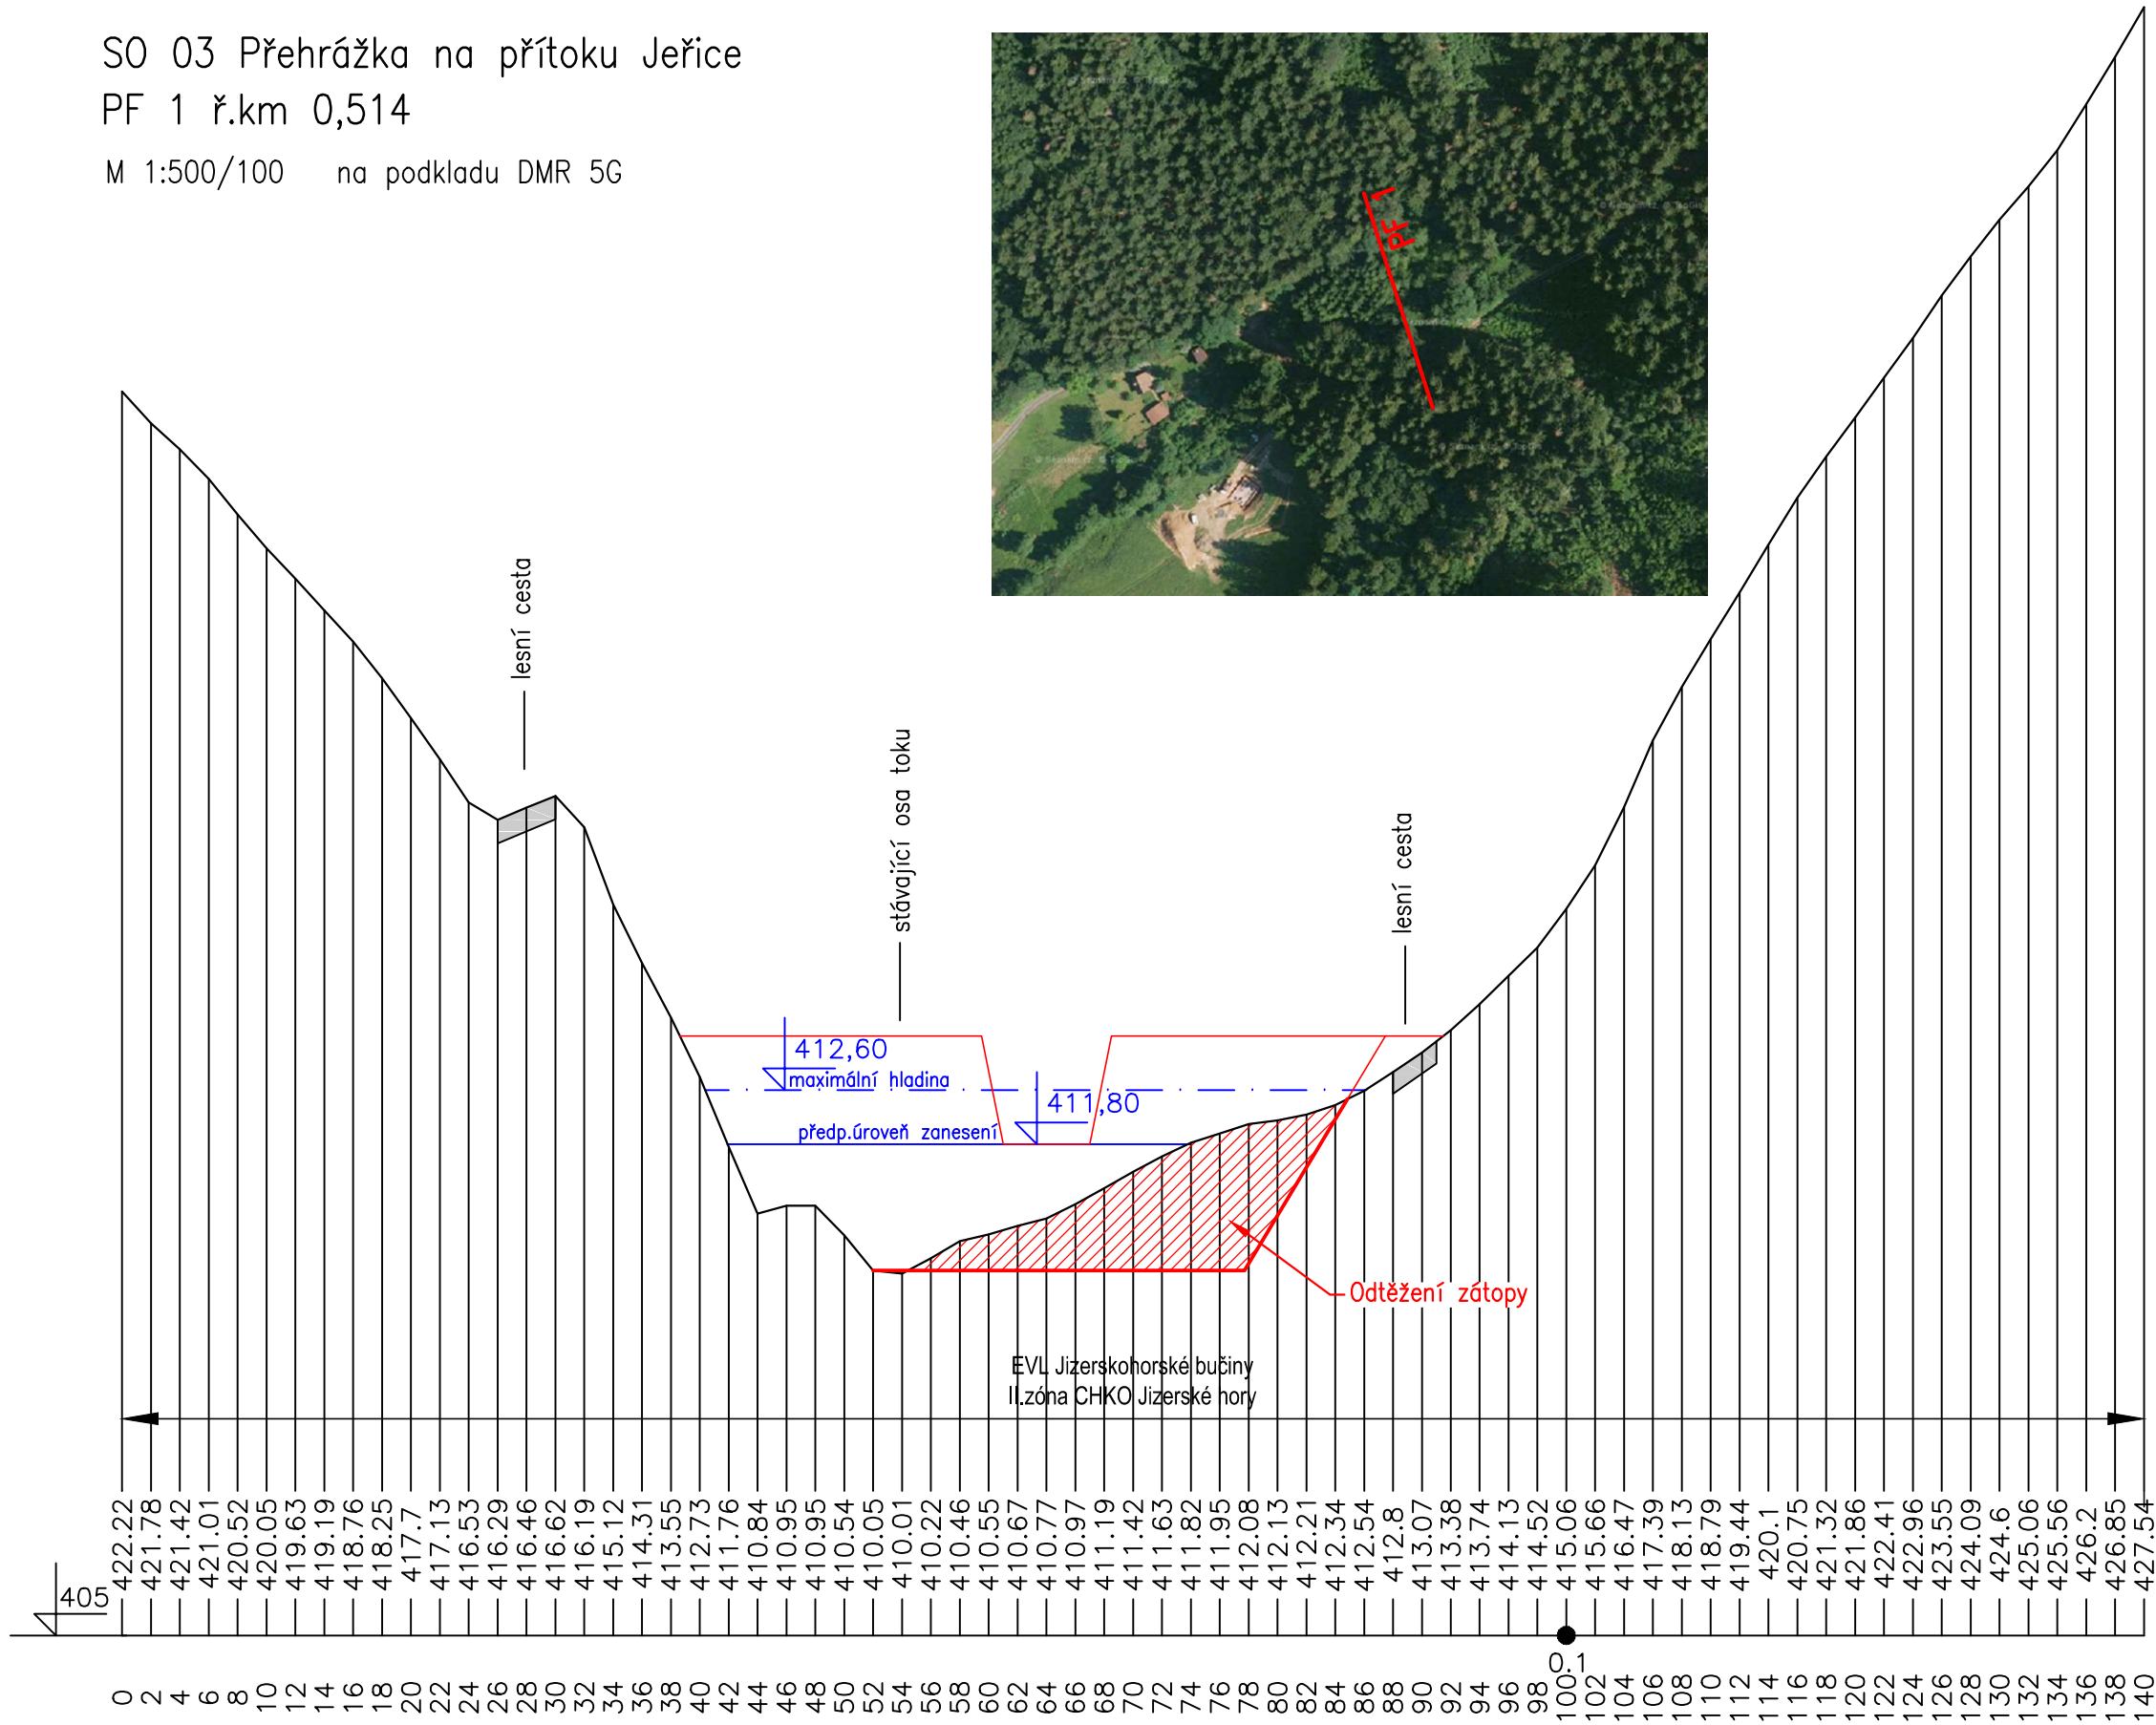 SO 03 Přehrážka na přítoku Jeřice
PF 1 ř.km 0,514
M 1:500/100 na podkladu DMR 5G
PF 1
lesní cesta
stávající osa toku
lesní cesta
412,60
maximální hladina
411,80
předp.úroveň zanesení
Odtěžení zátopy
EVL Jizerskohorské bučiny
II.zóna CHKO Jizerské hory
422.22 421.78 421.42 421.01 420.52 420.05 419.63 419.19 418.76 418.25 417.7 417.13 416.53 416.29 416.46 416.62 416.19 415.12 414.31 413.55 412.73 411.76 410.84 410.95 410.95 410.54 410.05 410.01 410.22 410.46 410.55 410.67 410.77 410.97 411.19 411.42 411.63 411.82 411.95 412.08 412.13 412.21 412.34 412.54 412.8 413.07 413.38 413.74 414.13 414.52 415.06 415.66 416.47 417.39 418.13 418.79 419.44 420.1 420.75 421.32 421.86 422.41 422.96 423.55 424.09 424.6 425.06 425.56 426.2 426.85 427.54
405
0.1
0 2 4 6 8 10 12 14 16 18 20 22 24 26 28 30 32 34 36 38 40 42 44 46 48 50 52 54 56 58 60 62 64 66 68 70 72 74 76 78 80 82 84 86 88 90 92 94 96 98 100 102 104 106 108 110 112 114 116 118 120 122 124 126 128 130 132 134 136 138 140